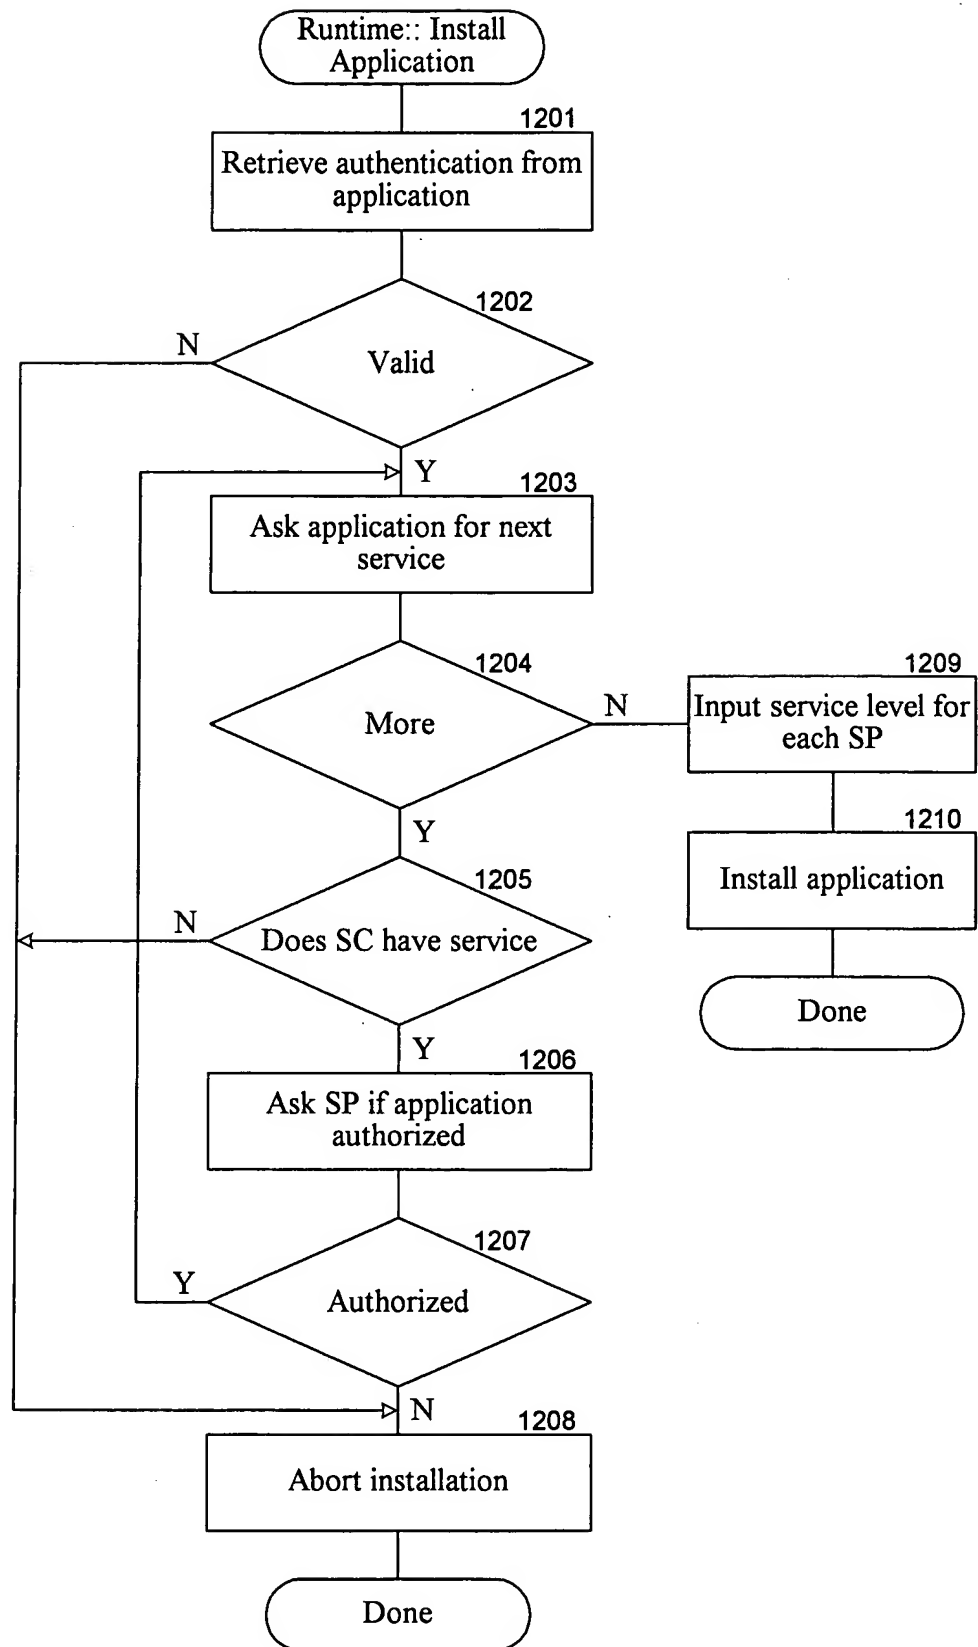 Runtime:: Install
Application
1201
Retrieve authentication from
application
1202
N
Valid
Y
1203
Ask application for next
service
1204
More
N
1209
Input service level for
each SP
Y
1210
Install application
1205
N
Does SC have service
Done
Y
1206
Ask SP if application
authorized
1207
Y
Authorized
N
1208
Abort installation
Done